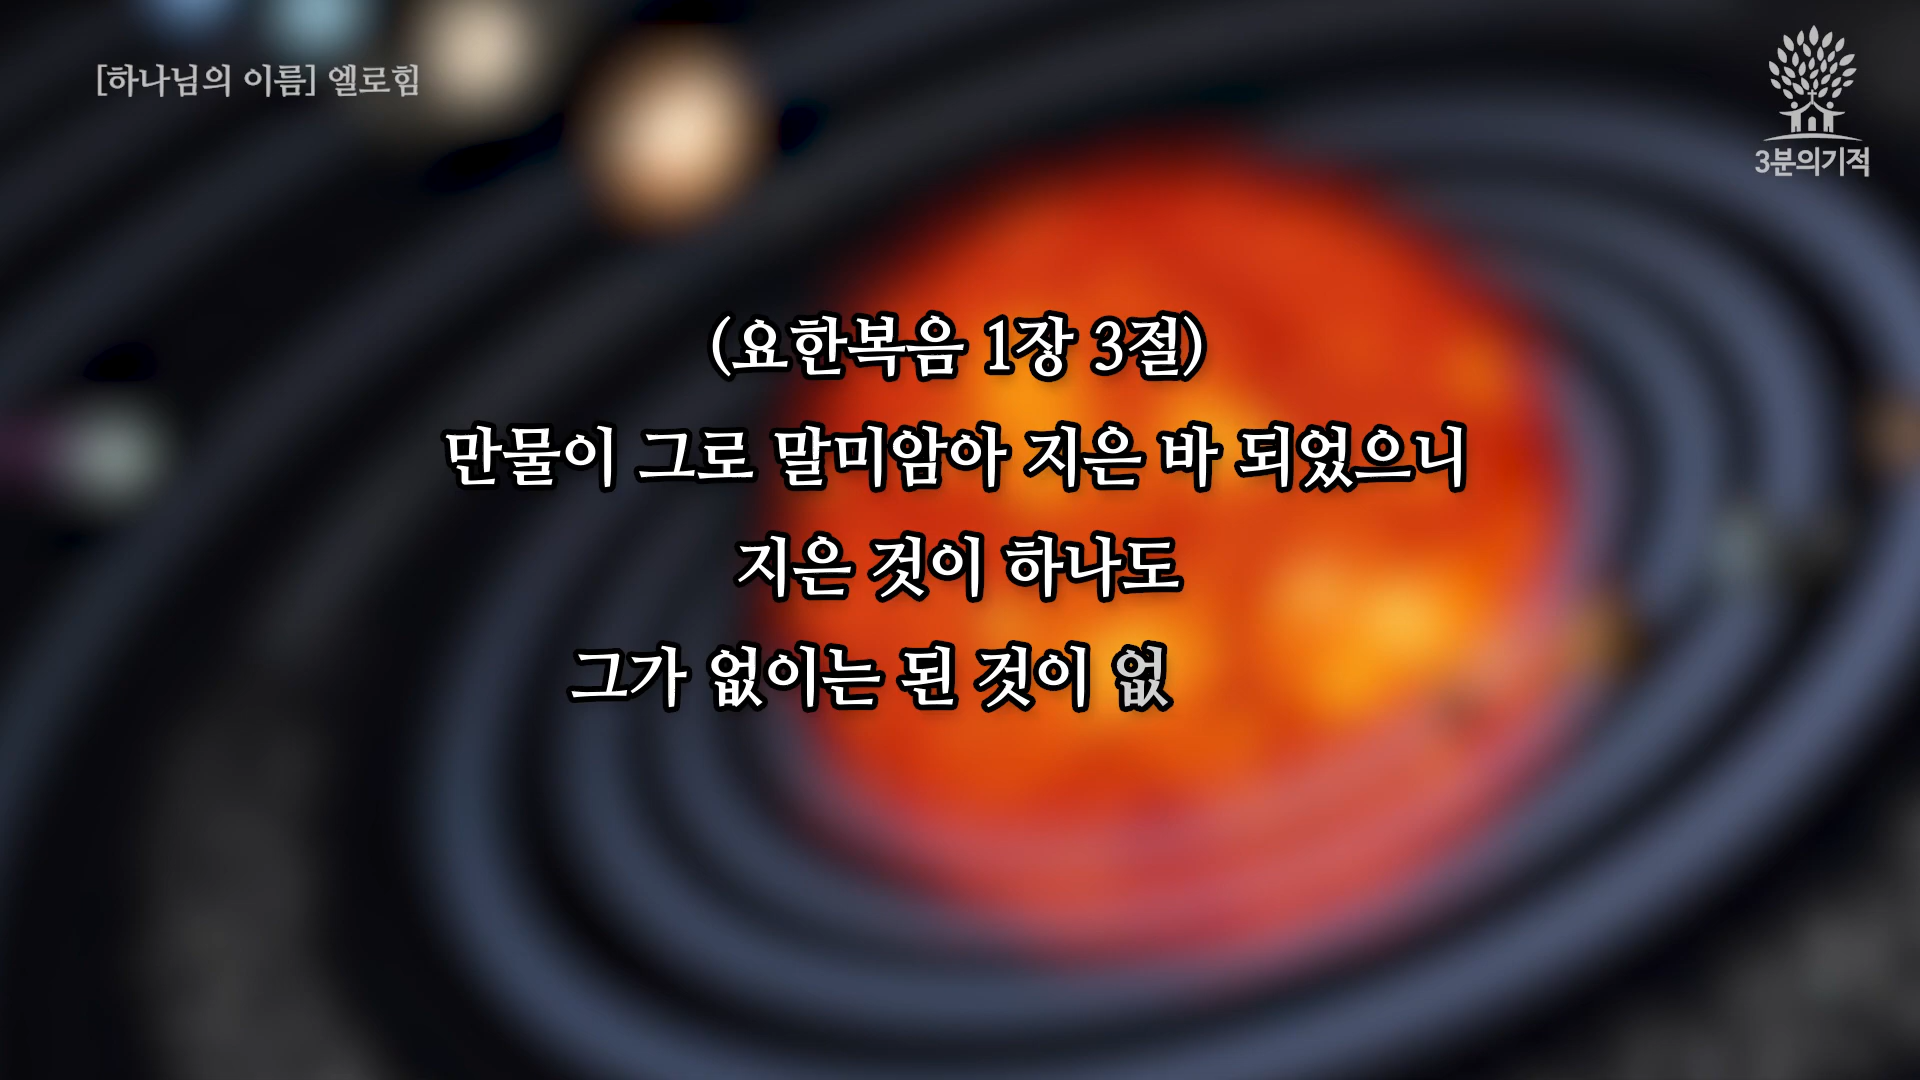 [하나님의 이름] 엘로힘
3분의기적
(요한복음 1장 3절)
만물이 그로 말미암아 지은 바 되었으니
지은 것이 하나도
그가 없이는 된 것이 없